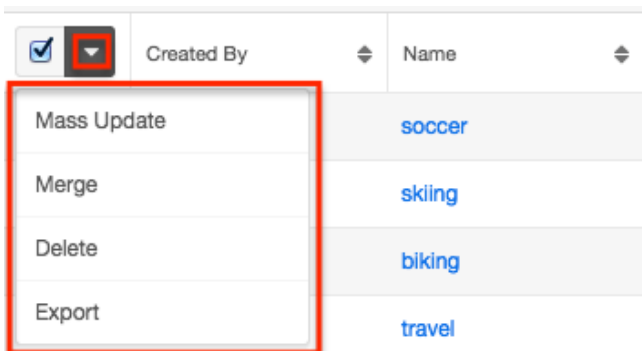 Created By Name
Mass Update soccer
Merge skiing
Delete biking
Export travel